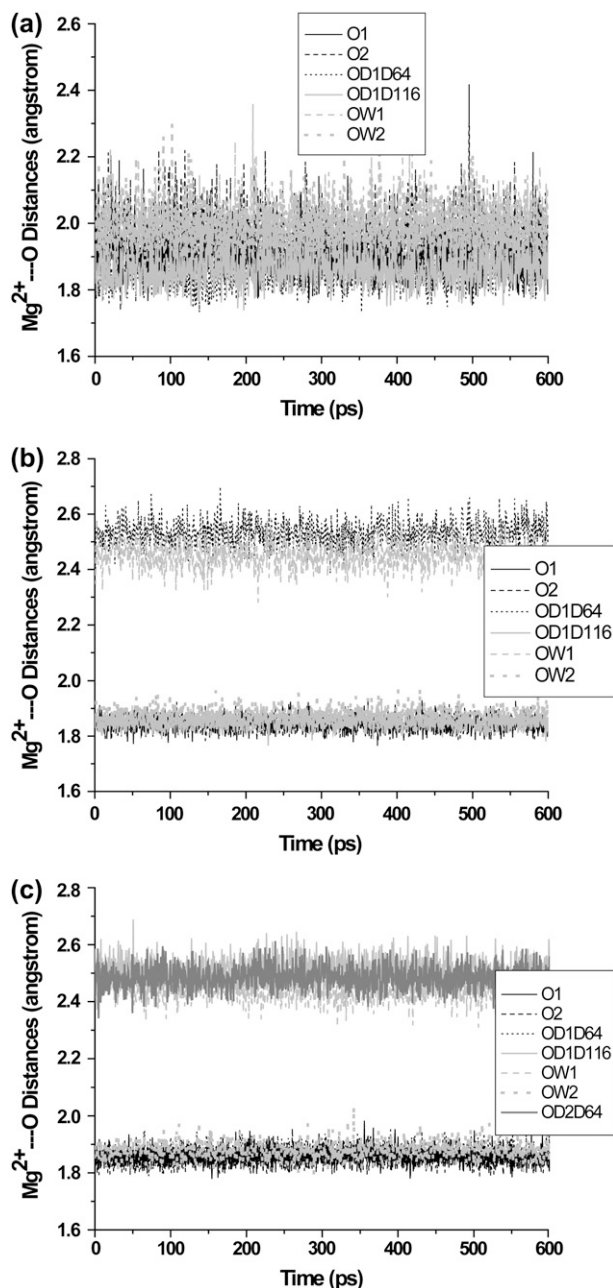 (a)
2.6
2.4
2.2
2.0
1.8
1.6
Mg2+---O Distances (angstrom)
O1
O2
OD1D64
OD1D116
OW1
OW2
0 100 200 300 400 500 600
Time (ps)
(b)
2.8
2.6
2.4
2.2
2.0
1.8
1.6
Mg2+---O Distances (angstrom)
O1
O2
OD1D64
OD1D116
OW1
OW2
0 100 200 300 400 500 600
Time (ps)
(c)
2.8
2.6
2.4
2.2
2.0
1.8
1.6
Mg2+---O Distances (angstrom)
O1
O2
OD1D64
OD1D116
OW1
OW2
OD2D64
0 100 200 300 400 500 600
Time (ps)